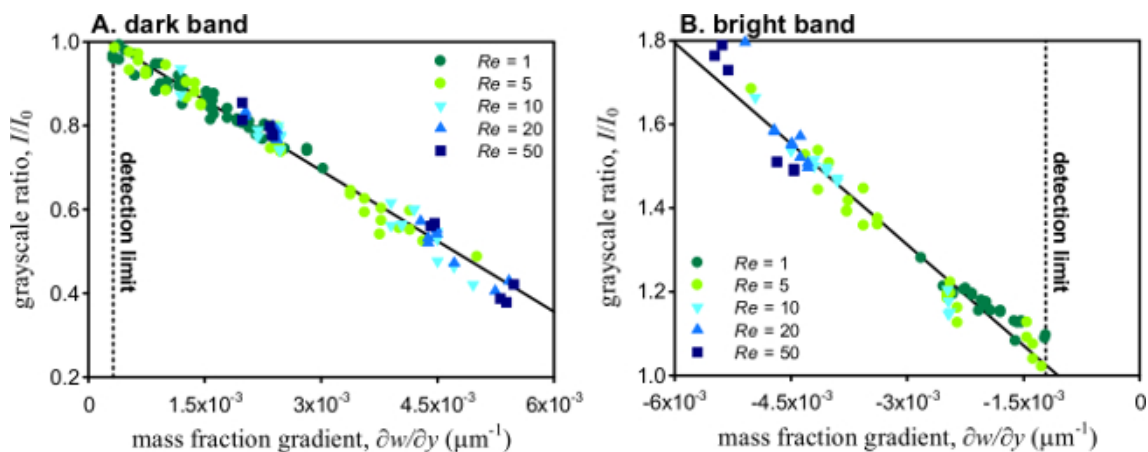 A. dark band
1.0
0.8
0.6
0.4
0.2
grayscale ratio, I/I₀
detection limit
Re = 1
Re = 5
Re = 10
Re = 20
Re = 50
0
1.5x10⁻³
3x10⁻³
4.5x10⁻³
6x10⁻³
mass fraction gradient, ∂w/∂y (µm⁻¹)
B. bright band
1.8
1.6
1.4
1.2
1.0
grayscale ratio, I/I₀
detection limit
Re = 1
Re = 5
Re = 10
Re = 20
Re = 50
-6x10⁻³
-4.5x10⁻³
-3x10⁻³
-1.5x10⁻³
0
mass fraction gradient, ∂w/∂y (µm⁻¹)